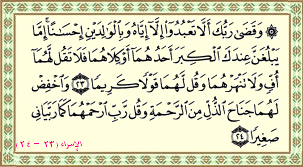 ۞ وَقَضَىٰ رَبُّكَ أَلَّا تَعْبُدُوٓا۟ إِلَّآ إِيَّاهُ وَبِٱلْوَٰلِدَيْنِ إِحْسَٰنًا ۚ إِمَّا
يَبْلُغَنَّ عِندَكَ ٱلْكِبَرَ أَحَدُهُمَآ أَوْ كِلَاهُمَا فَلَا تَقُل لَّهُمَآ
أُفٍّ وَلَا تَنْهَرْهُمَا وَقُل لَّهُمَا قَوْلًا كَرِيمًا ٢٣ وَٱخْفِضْ
لَهُمَا جَنَاحَ ٱلذُّلِّ مِنَ ٱلرَّحْمَةِ وَقُل رَّبِّ ٱرْحَمْهُمَا كَمَا رَبَّيَانِى
صَغِيرًا ٢٤
الإسراء (٢٣ - ٢٤)